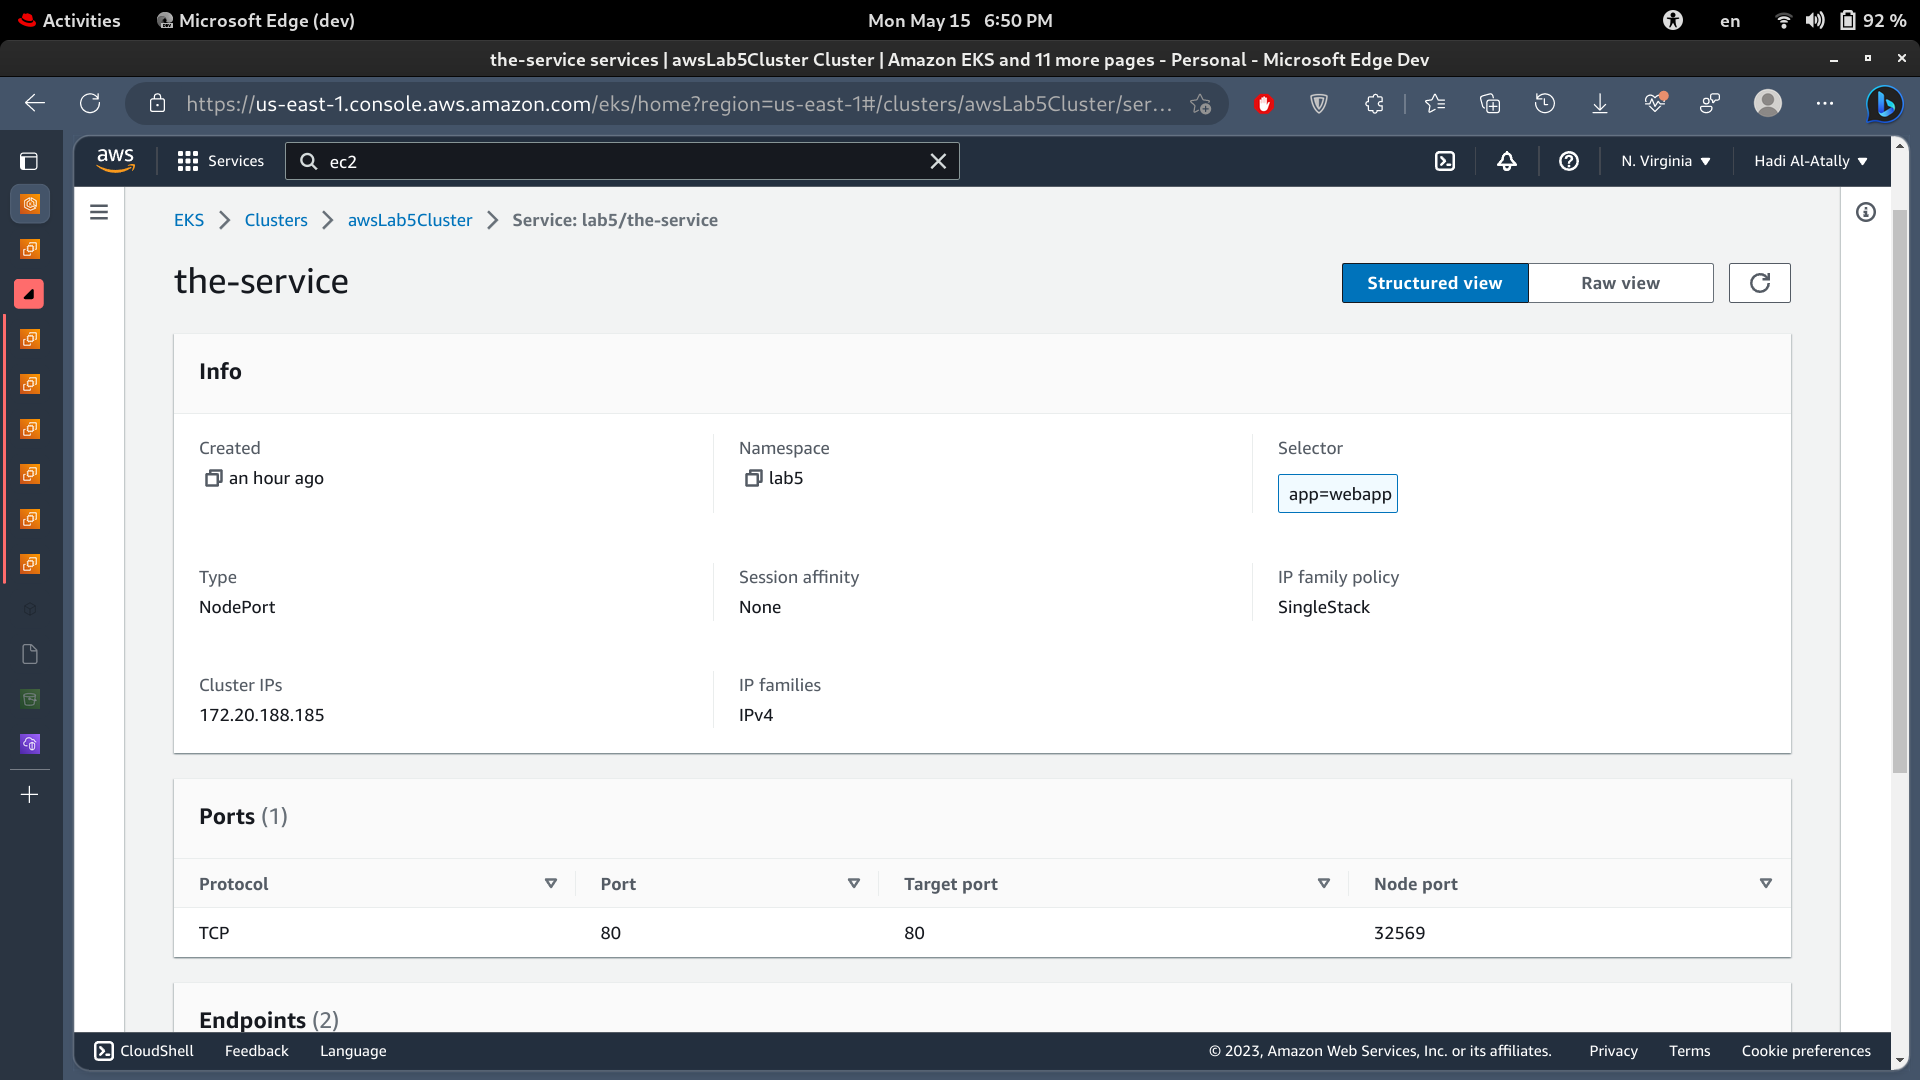 Activities Microsoft Edge (dev) Mon May 15 6:50 PM en 92 %
the-service services | awsLab5Cluster Cluster | Amazon EKS and 11 more pages - Personal - Microsoft Edge Dev
https://us-east-1.console.aws.amazon.com/eks/home?region=us-east-1#/clusters/awsLab5Cluster/ser...
aws Services ec2 N. Virginia Hadi Al-Atally
EKS Clusters awsLab5Cluster Service: lab5/the-service
the-service Structured view Raw view
Info
Created Namespace Selector
an hour ago lab5 app=webapp
Type Session affinity IP family policy
NodePort None SingleStack
Cluster IPs IP families
172.20.188.185 IPv4
Ports (1)
Protocol Port Target port Node port
TCP 80 80 32569
Endpoints (2)
CloudShell Feedback Language © 2023, Amazon Web Services, Inc. or its affiliates. Privacy Terms Cookie preferences